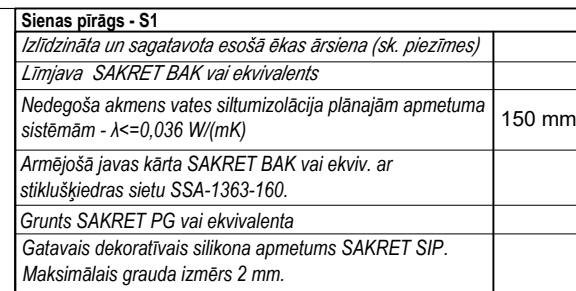 Sienas pīrāgs - S1
Izlīdzināta un sagatavota esošā ēkas ārsiena (sk. piezīmes)
Līmjava SAKRET BAK vai ekvivalents
Nedegoša akmens vates siltumizolācija plānajām apmetuma
sistēmām - λ<=0,036 W/(mK)
150 mm
Armējošā javas kārta SAKRET BAK vai ekviv. ar
stiklušķiedras sietu SSA-1363-160.
Grunts SAKRET PG vai ekvivalenta
Gatavais dekoratīvais silikona apmetums SAKRET SIP.
Maksimālais grauda izmērs 2 mm.